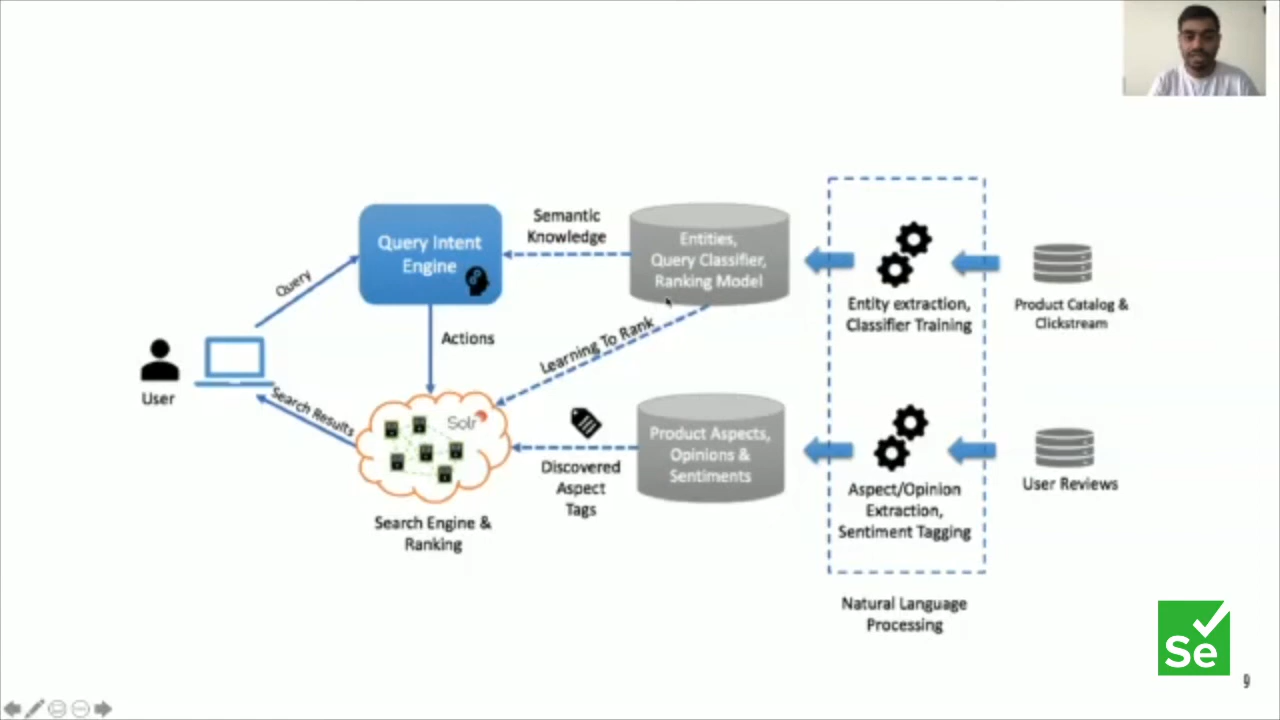 Query Intent
Engine
Semantic
Knowledge
Entities,
Query Classifier,
Ranking Model
Entity extraction,
Classifier Training
Product Catalog &
Clickstream
Query
Actions
Learning To Rank
User
Search Results
Solr
Search Engine &
Ranking
Discovered
Aspect
Tags
Product Aspects,
Opinions &
Sentiments
Aspect/Opinion
Extraction,
Sentiment Tagging
User Reviews
Natural Language
Processing
Se
9